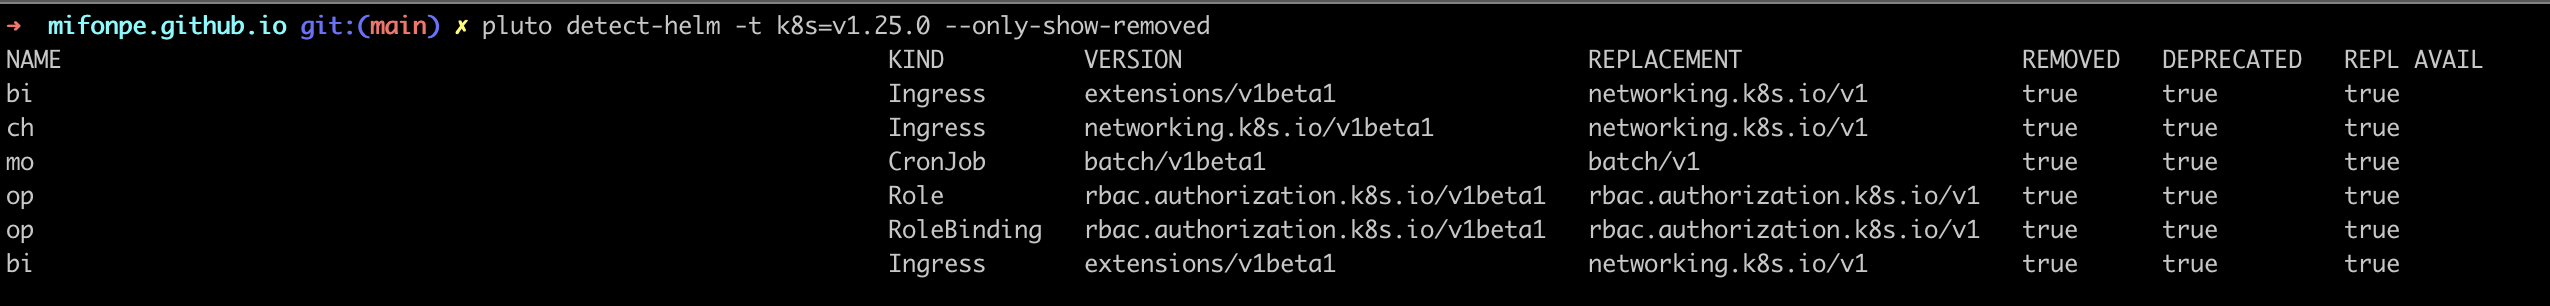 ➜  mifonpe.github.io git:(main) ✗ pluto detect-helm -t k8s=v1.25.0 --only-show-removed
NAME KIND VERSION REPLACEMENT REMOVED DEPRECATED REPL AVAIL
bi Ingress extensions/v1beta1 networking.k8s.io/v1 true true true
ch Ingress networking.k8s.io/v1beta1 networking.k8s.io/v1 true true true
mo CronJob batch/v1beta1 batch/v1 true true true
op Role rbac.authorization.k8s.io/v1beta1 rbac.authorization.k8s.io/v1 true true true
op RoleBinding rbac.authorization.k8s.io/v1beta1 rbac.authorization.k8s.io/v1 true true true
bi Ingress extensions/v1beta1 networking.k8s.io/v1 true true true